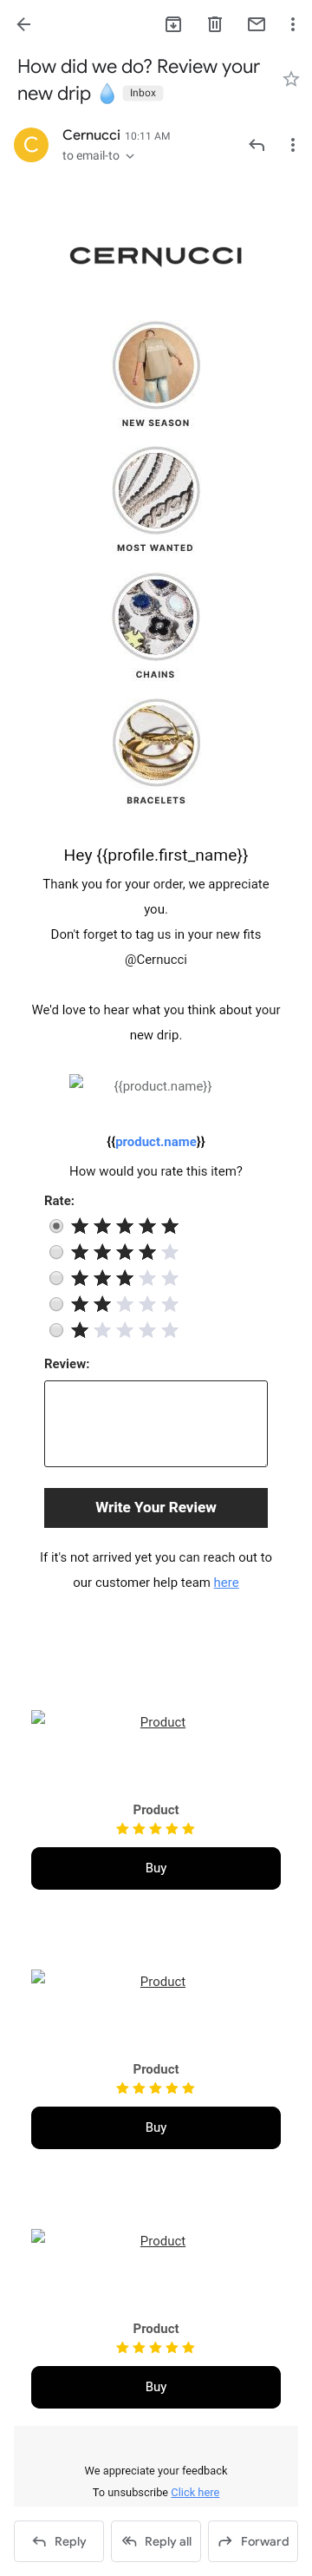 How did we do? Review your
new drip 💧 Inbox
C
Cernucci 10:11 AM
to email-to
CERNUCCI
NEW SEASON
MOST WANTED
CHAINS
BRACELETS
Hey {{profile.first_name}}
Thank you for your order, we appreciate
you.
Don't forget to tag us in your new fits
@Cernucci
We'd love to hear what you think about your
new drip.
{{product.name}}
{{product.name}}
How would you rate this item?
Rate:
Review:
Write Your Review
If it's not arrived yet you can reach out to
our customer help team here
Product
Product
Buy
Product
Product
Buy
Product
Product
Buy
We appreciate your feedback
To unsubscribe Click here
Reply Reply all Forward